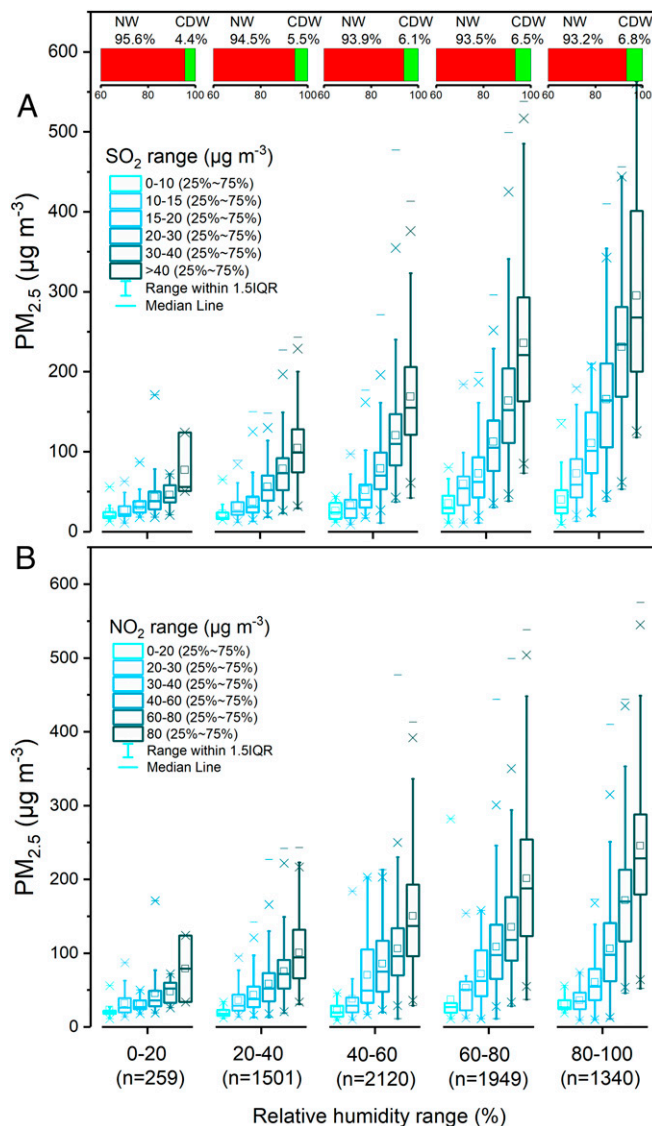 NW CDW NW CDW NW CDW NW CDW NW CDW
95.6% 4.4% 94.5% 5.5% 93.9% 6.1% 93.5% 6.5% 93.2% 6.8%
60 80 100 60 80 100 60 80 100 60 80 100 60 80 100
A
SO2 range (µg m-3)
0-10 (25%~75%)
10-15 (25%~75%)
15-20 (25%~75%)
20-30 (25%~75%)
30-40 (25%~75%)
>40 (25%~75%)
Range within 1.5IQR
Median Line
PM2.5 (µg m-3)
600
500
400
300
200
100
0
B
NO2 range (µg m-3)
0-20 (25%~75%)
20-30 (25%~75%)
30-40 (25%~75%)
40-60 (25%~75%)
60-80 (25%~75%)
80 (25%~75%)
Range within 1.5IQR
Median Line
PM2.5 (µg m-3)
600
500
400
300
200
100
0
0-20 20-40 40-60 60-80 80-100
(n=259) (n=1501) (n=2120) (n=1949) (n=1340)
Relative humidity range (%)